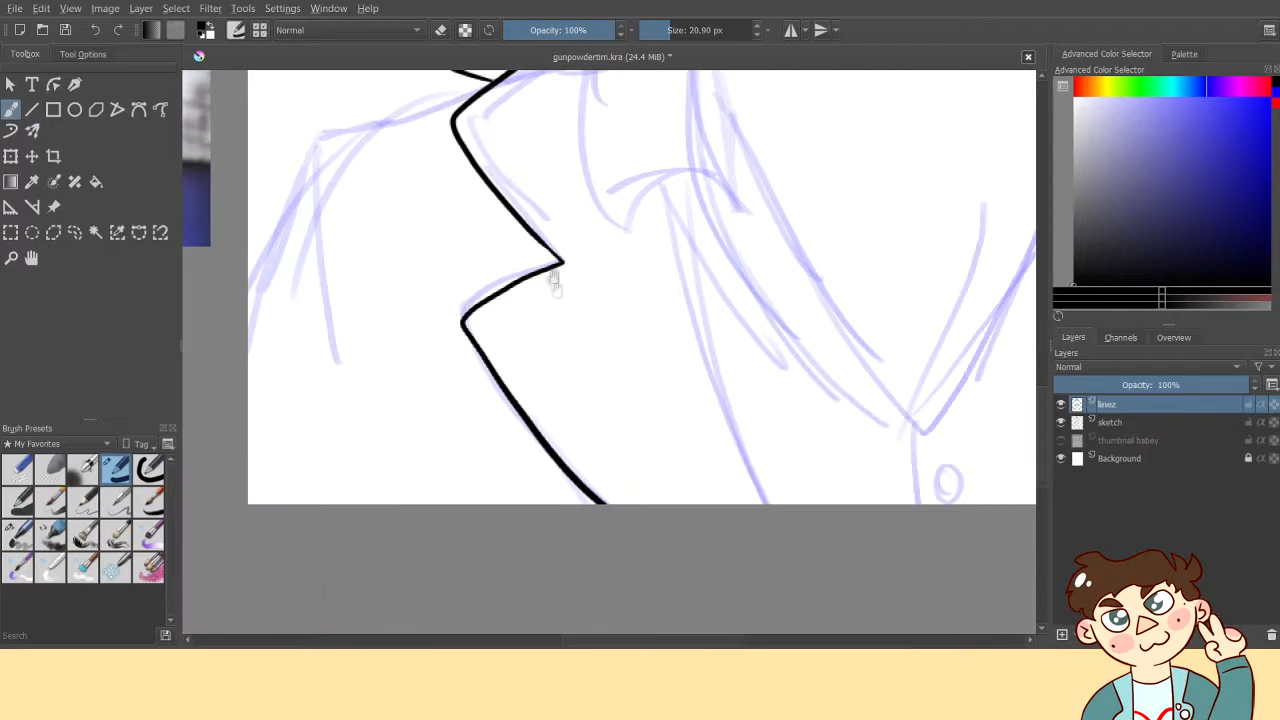 File Edit View Image Layer Select Filter Tools Settings Window Help
Normal Opacity: 100% Size: 20.90 px
Toolbox Tool Options gunpowdertim.kra (24.4 MiB) * Advanced Color Selector Palette
Advanced Color Selector
Layers Channels Overview
Layers
Normal
Opacity: 100%
linez
sketch
thumbnail babey
Background
Brush Presets
My Favorites Tag
Search